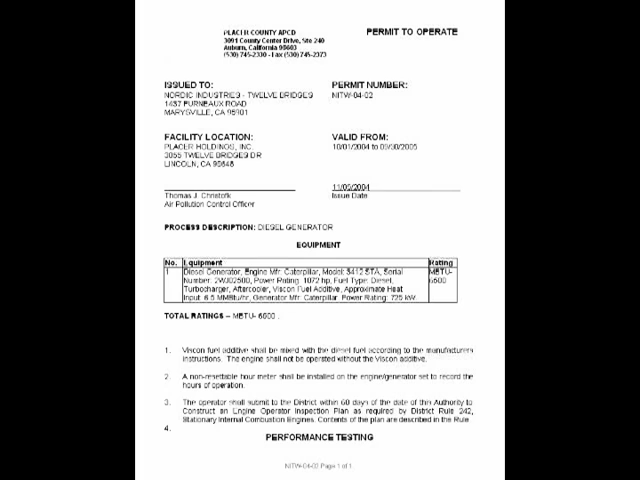 PLACER COUNTY APCD
3091 County Center Drive, Ste 240
Auburn, California 95603
(530) 745-2330 - Fax (530) 745-2373
PERMIT TO OPERATE
ISSUED TO:
NORDIC INDUSTRIES - TWELVE BRIDGES
1437 FURNEAUX ROAD
MARYSVILLE, CA 95901
PERMIT NUMBER:
NITW-04-02
FACILITY LOCATION:
PLACER HOLDINGS, INC.
3055 TWELVE BRIDGES DR
LINCOLN, CA 95648
VALID FROM:
10/01/2004 to 09/30/2005
Thomas J. Christofk
Air Pollution Control Officer
11/05/2004
Issue Date
PROCESS DESCRIPTION: DIESEL GENERATOR
EQUIPMENT
No. Equipment Rating
1 Diesel Generator, Engine Mfr: Caterpillar, Model: 3412 STA, Serial MBTU-
Number: 2WJ02500, Power Rating: 1072 hp, Fuel Type: Diesel, 6600
Turbocharger, Aftercooler, Viscon Fuel Additive, Approximate Heat
Input: 6.5 MMBtu/hr, Generator Mfr: Caterpillar Power Rating: 725 kW.
TOTAL RATINGS – MBTU- 6600 .
1. Viscon fuel additive shall be mixed with the diesel fuel according to the manufacturers
instructions. The engine shall not be operated without the Viscon additive.
2. A non-resettable hour meter shall be installed on the engine/generator set to record the
hours of operation.
3. The operator shall submit to the District within 60 days of the date of this Authority to
Construct an Engine Operator Inspection Plan as required by District Rule 242,
Stationary Internal Combustion Engines. Contents of the plan are described in the Rule
4.
PERFORMANCE TESTING
NITW-04-02 Page 1 of 1